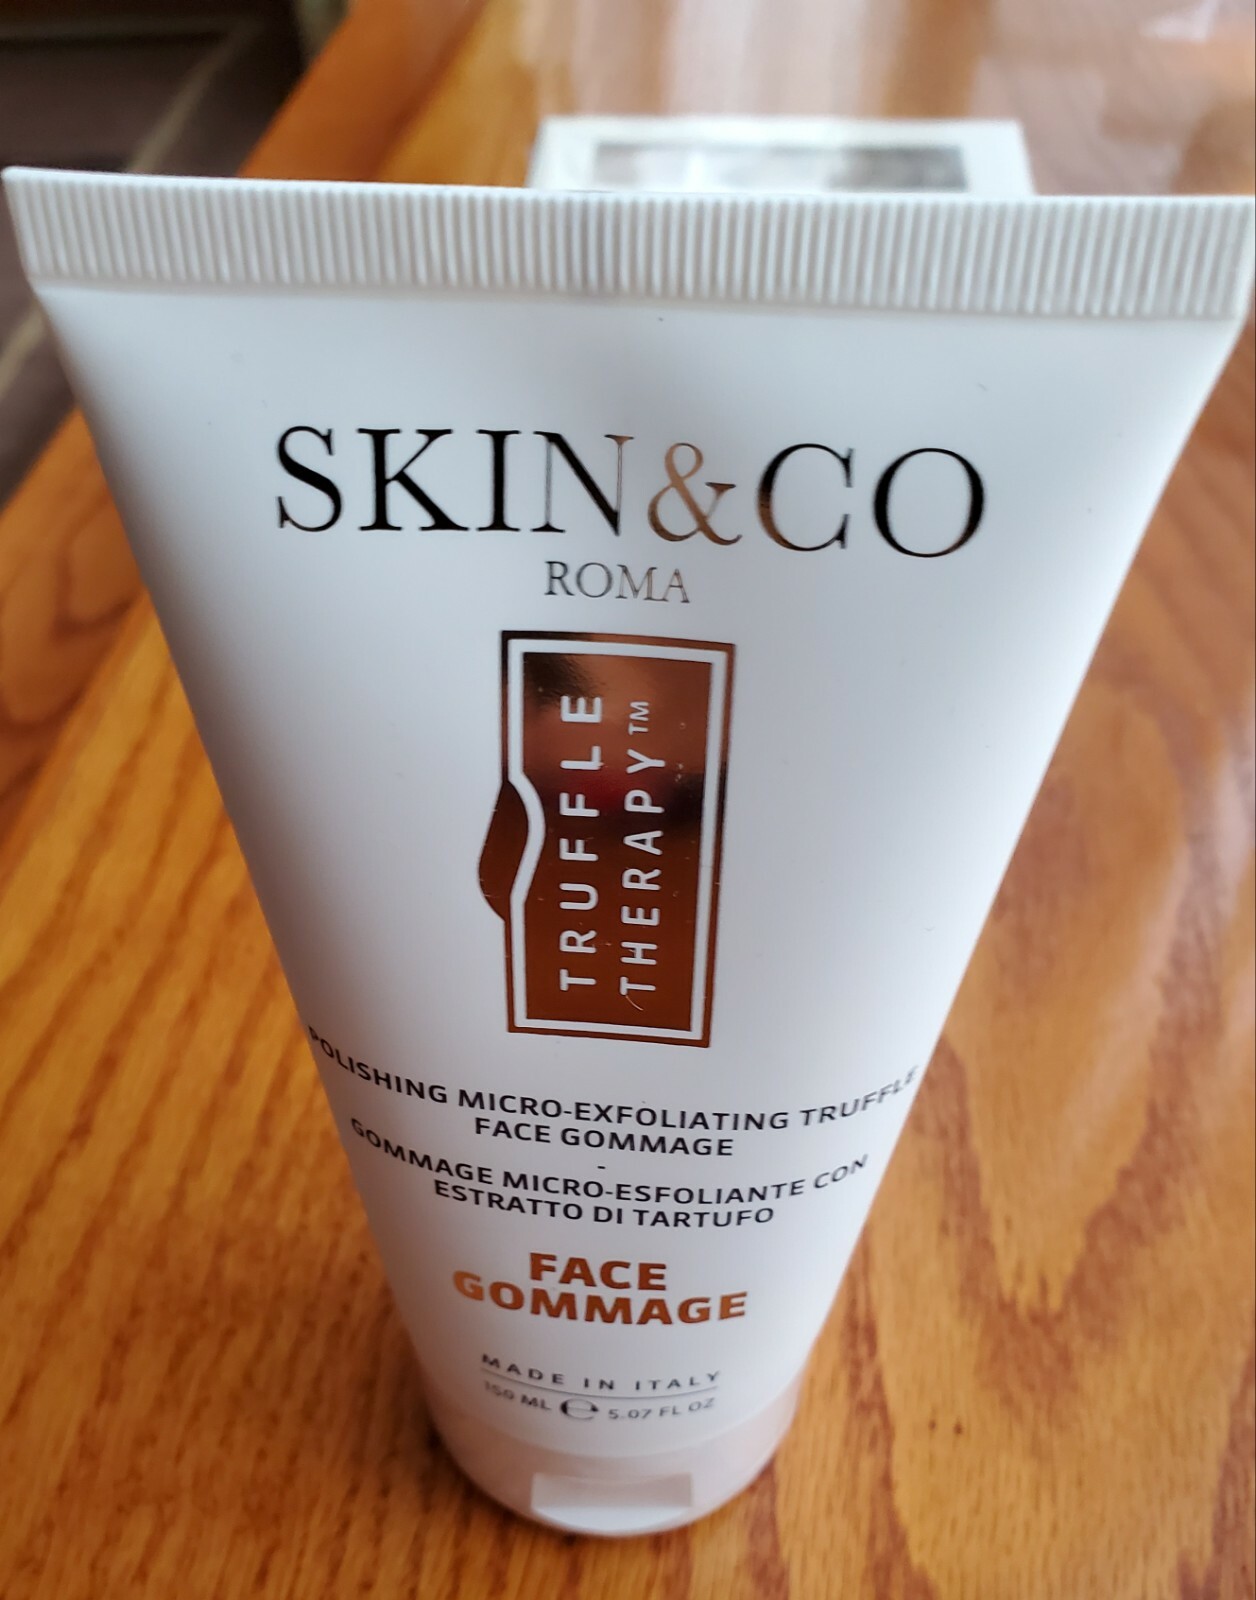 SKIN&CO
ROMA
TRUFFLE
THERAPY™
POLISHING MICRO-EXFOLIATING TRUFFLE
FACE GOMMAGE
-
GOMMAGE MICRO-ESFOLIANTE CON
ESTRATTO DI TARTUFO
FACE
GOMMAGE
MADE IN ITALY
150 ML ℮ 5.07 FL OZ